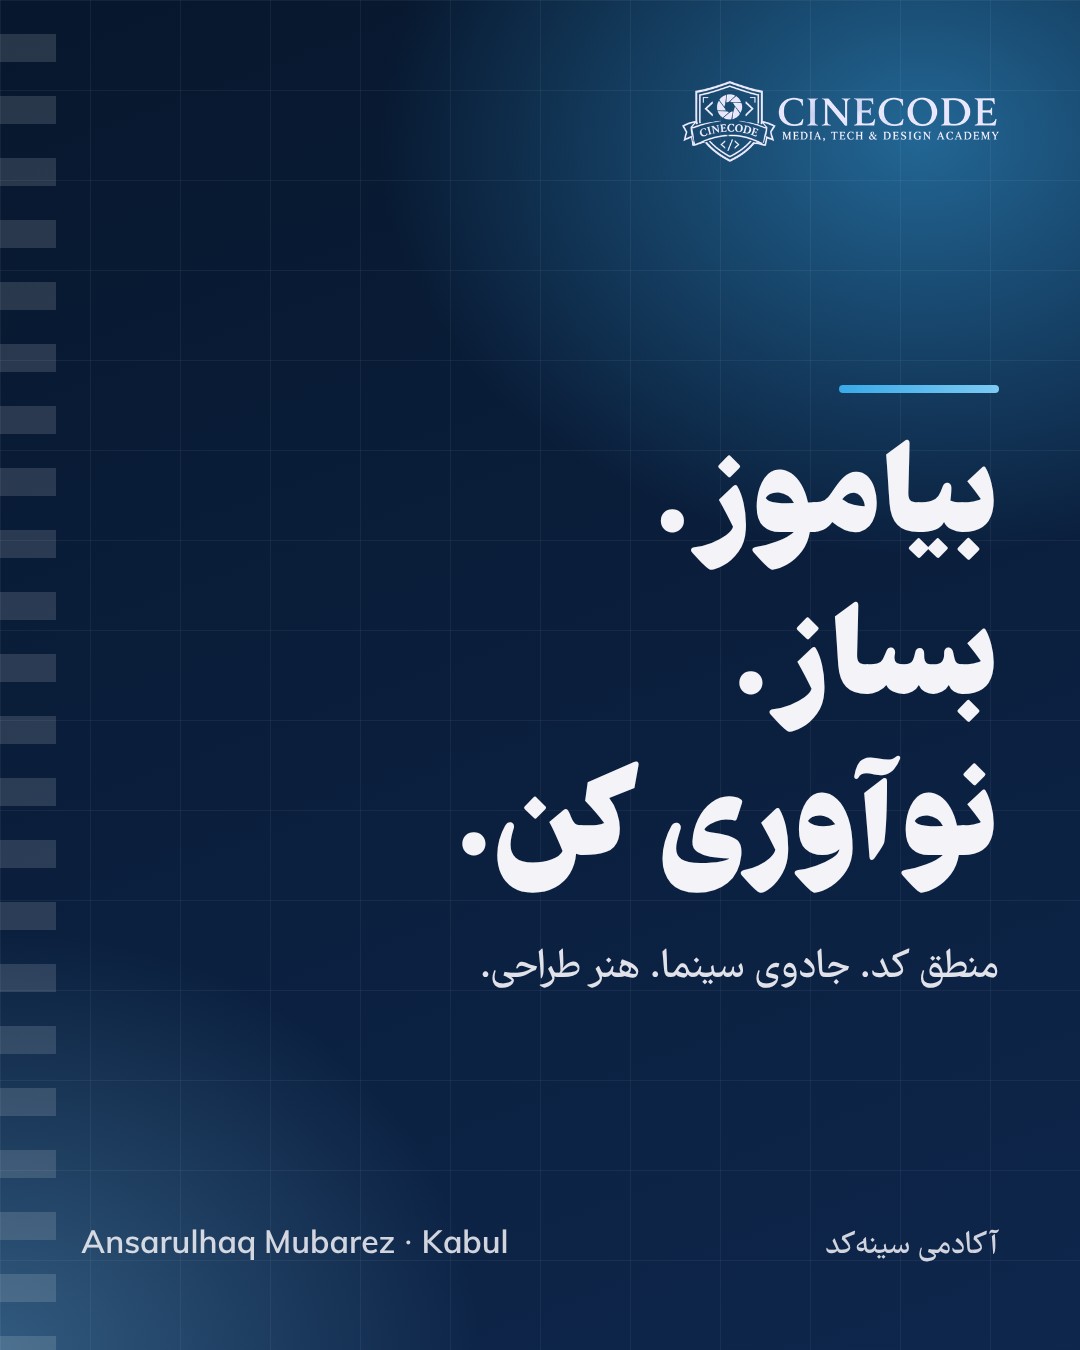 CINECODE
CINECODE
MEDIA, TECH & DESIGN ACADEMY
بیاموز.
بساز.
نوآوری کن.
منطق کد. جادوی سینما. هنر طراحی.
آکادمی سینه‌کد
Ansarulhaq Mubarez · Kabul